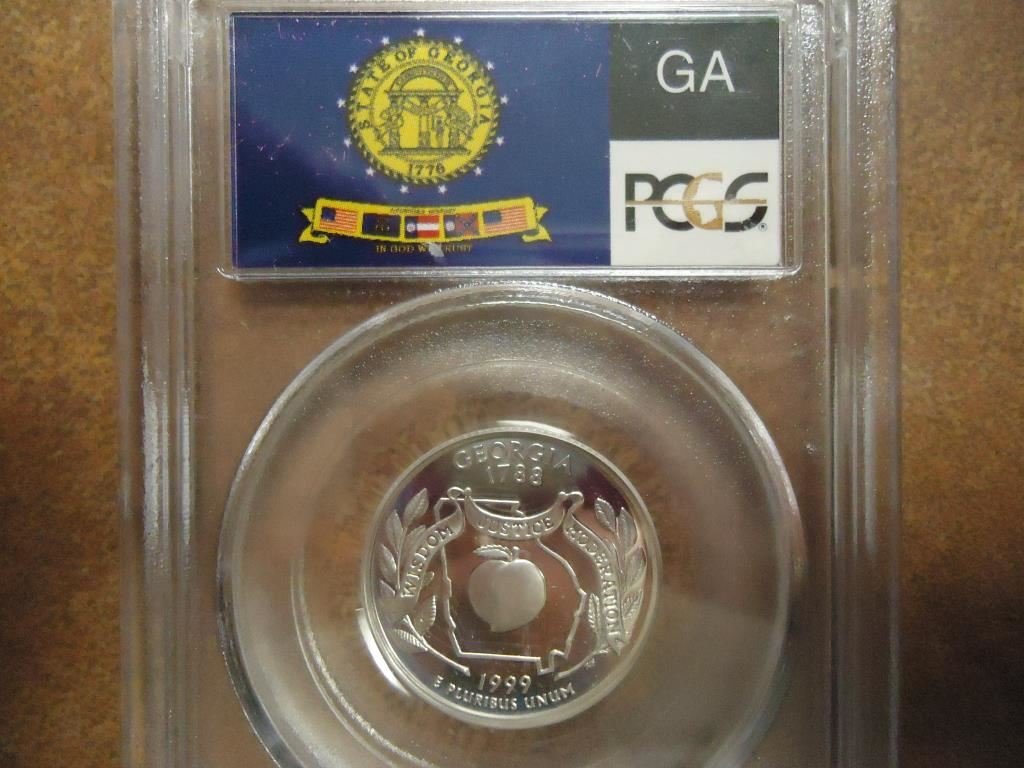 STATE OF GEORGIA
1776
IN GOD WE TRUST
GA
PCGS
GEORGIA
1788
WISDOM
JUSTICE
MODERATION
1999
E PLURIBUS UNUM